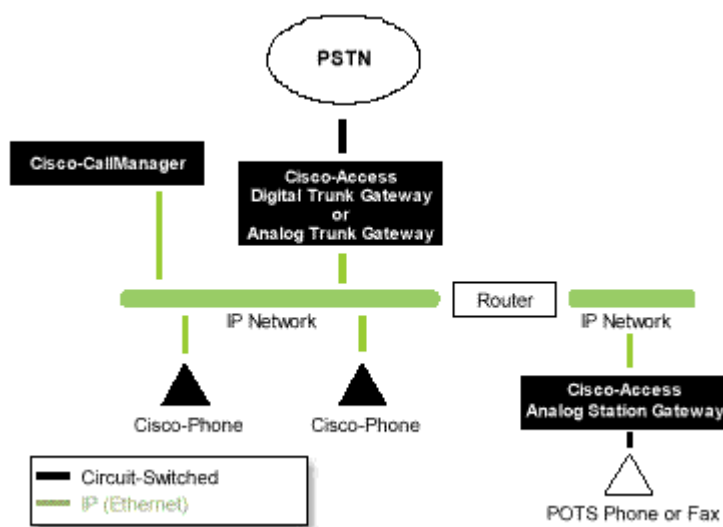 PSTN
Cisco-CallManager
Cisco-Access
Digital Trunk Gateway
or
Analog Trunk Gateway
Router
IP Network
IP Network
Cisco-Access
Analog Station Gateway
Cisco-Phone
Cisco-Phone
Circuit-Switched
IP (Ethernet)
POTS Phone or Fax